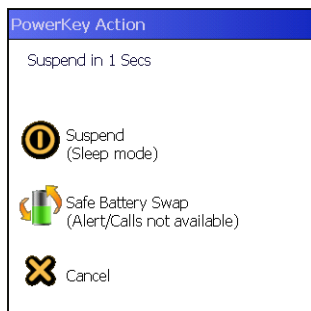 PowerKey Action
Suspend in 1 Secs
Suspend
(Sleep mode)
Safe Battery Swap
(Alert/Calls not available)
Cancel